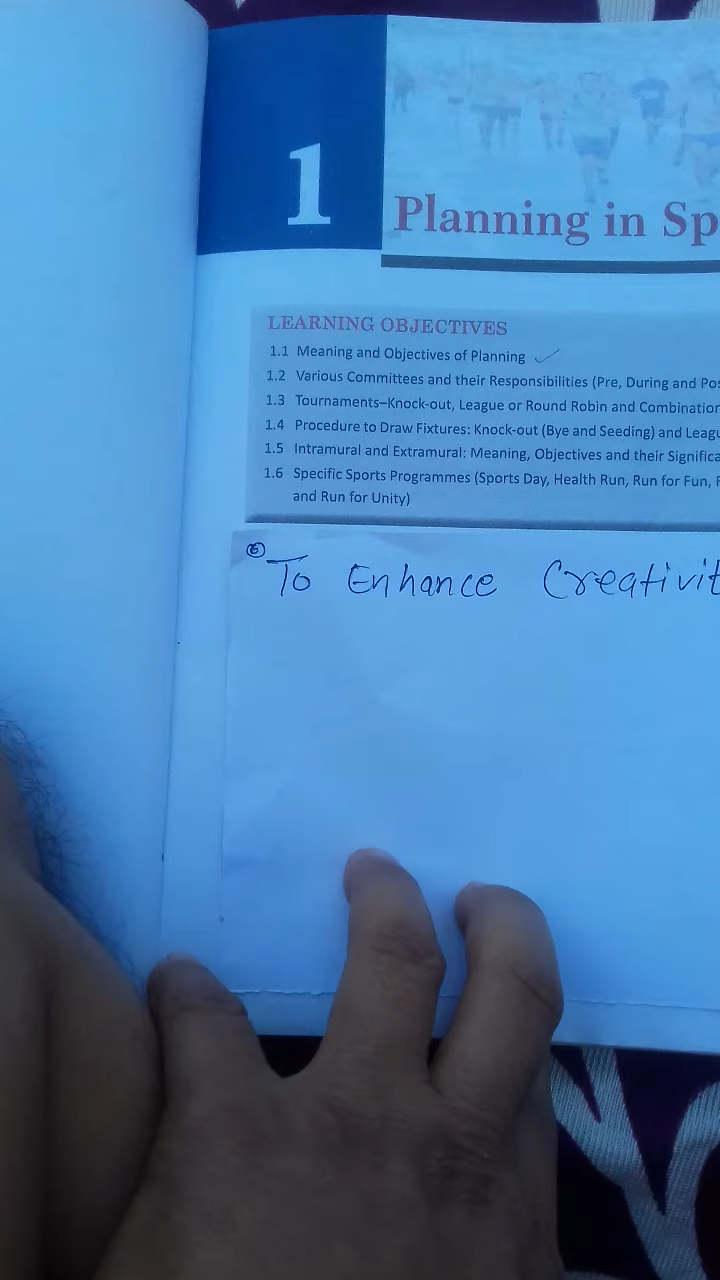 1
Planning in Sp
LEARNING OBJECTIVES
1.1 Meaning and Objectives of Planning
1.2 Various Committees and their Responsibilities (Pre, During and Pos
1.3 Tournaments–Knock-out, League or Round Robin and Combination
1.4 Procedure to Draw Fixtures: Knock-out (Bye and Seeding) and Leagu
1.5 Intramural and Extramural: Meaning, Objectives and their Significa
1.6 Specific Sports Programmes (Sports Day, Health Run, Run for Fun,
and Run for Unity)
⑥ To Enhance Creativit